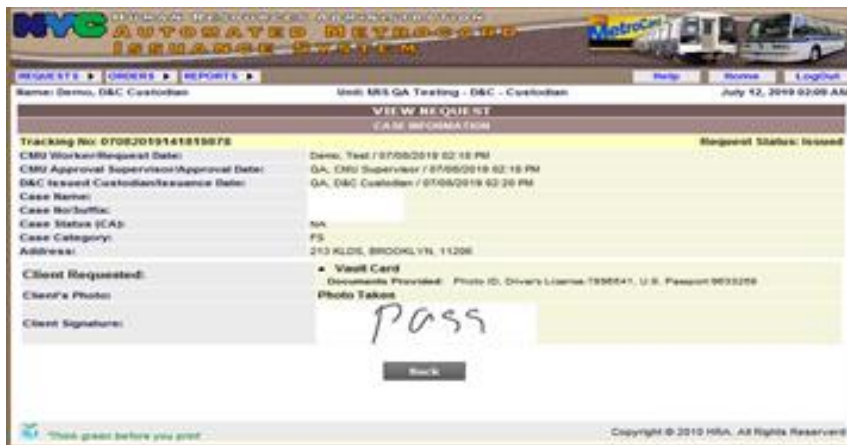 NYC HUMAN RESOURCES ADMINISTRATION
AUTOMATED METROCARD
ISSUANCE SYSTEM
MetroCard
REQUESTS ORDERS REPORTS Help Home LogOut
Name: Demo, D&C Custodian Unit: MIS QA Testing - D&C - Custodian July 12, 2019 02:09 AM
VIEW REQUEST
CASE INFORMATION
Tracking No: Request Status: Issued
CMU Worker/Request Date: Demo, Test / 07/08/2019 02:18 PM
CMU Approval Supervisor/Approval Date: QA, CMU Supervisor / 07/08/2019 02:18 PM
D&C Issued Custodian/Issuance Date: QA, D&C Custodian / 07/08/2019 02:20 PM
Case Name:
Case No/Suffix:
Case Status (CA): NA
Case Category: FS
Address: 213 KLDS, BROOKLYN, 11206
Client Requested: • Vault Card
Documents Provided: Photo ID, Drivers License U.S. Passport
Client's Photo: Photo Taken
Client Signature: Pass
Back
Think green before you print Copyright © 2010 HRA. All Rights Reserved